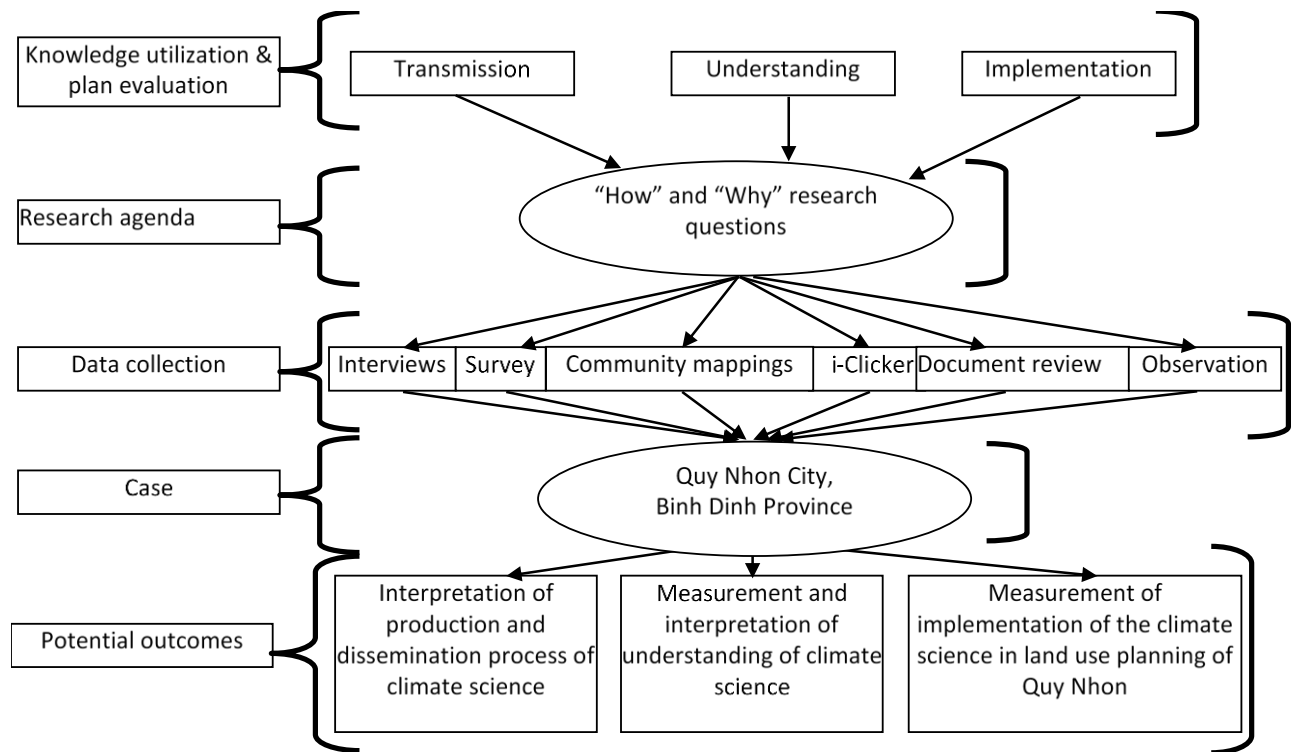 Knowledge utilization &
plan evaluation
Transmission
Understanding
Implementation
Research agenda
“How” and “Why” research
questions
Data collection
Interviews
Survey
Community mappings
i-Clicker
Document review
Observation
Case
Quy Nhon City,
Binh Dinh Province
Potential outcomes
Interpretation of
production and
dissemination process of
climate science
Measurement and
interpretation of
understanding of climate
science
Measurement of
implementation of the climate
science in land use planning of
Quy Nhon